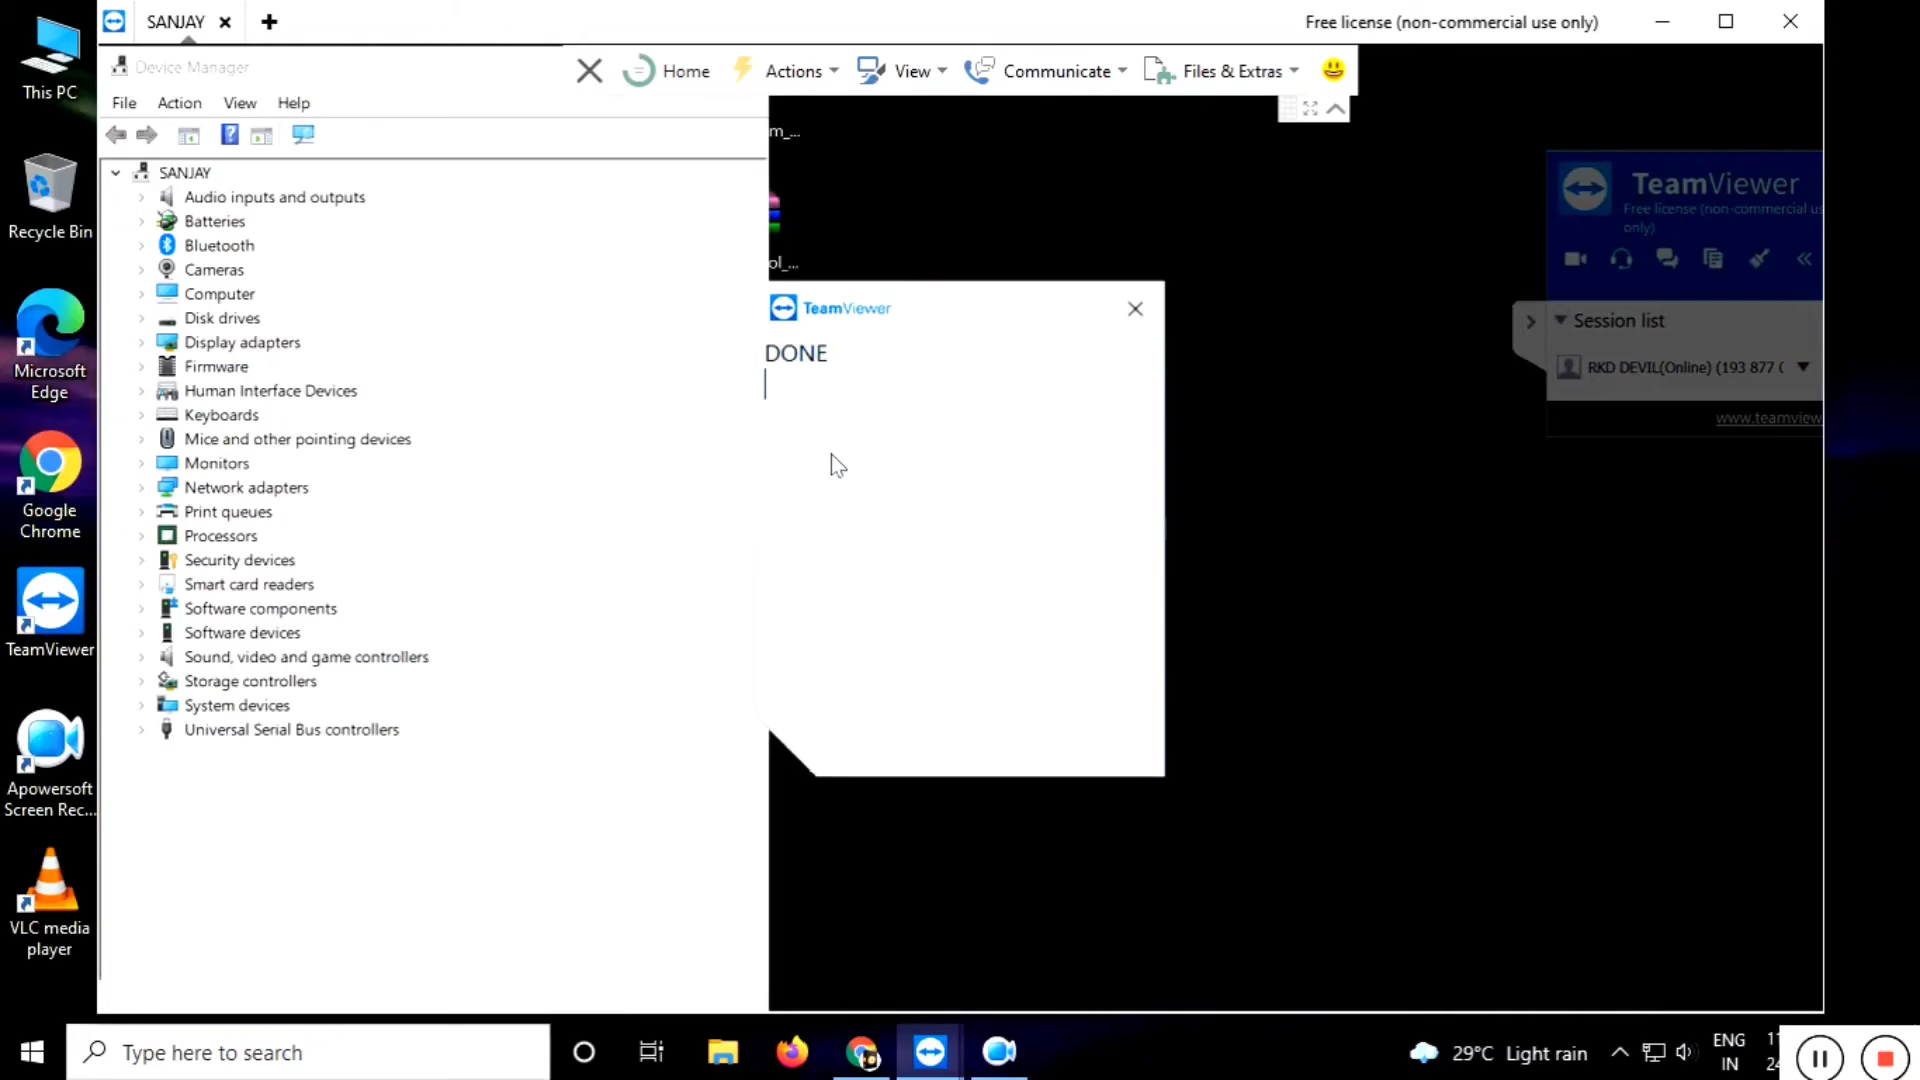 SANJAY
Free license (non-commercial use only)
This PC
Recycle Bin
Microsoft
Edge
Google
Chrome
TeamViewer
Apowersoft
Screen Rec...
VLC media
player
Device Manager
File Action View Help
SANJAY
Audio inputs and outputs
Batteries
Bluetooth
Cameras
Computer
Disk drives
Display adapters
Firmware
Human Interface Devices
Keyboards
Mice and other pointing devices
Monitors
Network adapters
Print queues
Processors
Security devices
Smart card readers
Software components
Software devices
Sound, video and game controllers
Storage controllers
System devices
Universal Serial Bus controllers
Home Actions View Communicate Files & Extras
m_...
ol_...
TeamViewer
DONE
TeamViewer
Free license (non-commercial us
only)
Session list
RKD DEVIL(Online) (193 877 (
www.teamview
Type here to search
29°C Light rain
ENG
IN